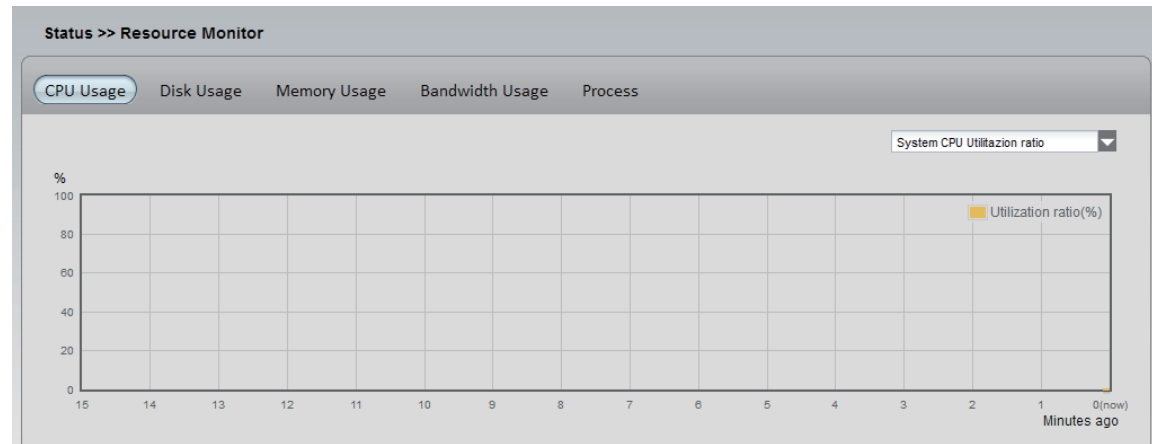 Status >> Resource Monitor
CPU Usage Disk Usage Memory Usage Bandwidth Usage Process
System CPU Utilitazion ratio
%
100
Utilization ratio(%)
80
60
40
20
0
15 14 13 12 11 10 9 8 7 6 5 4 3 2 1 0(now)
Minutes ago